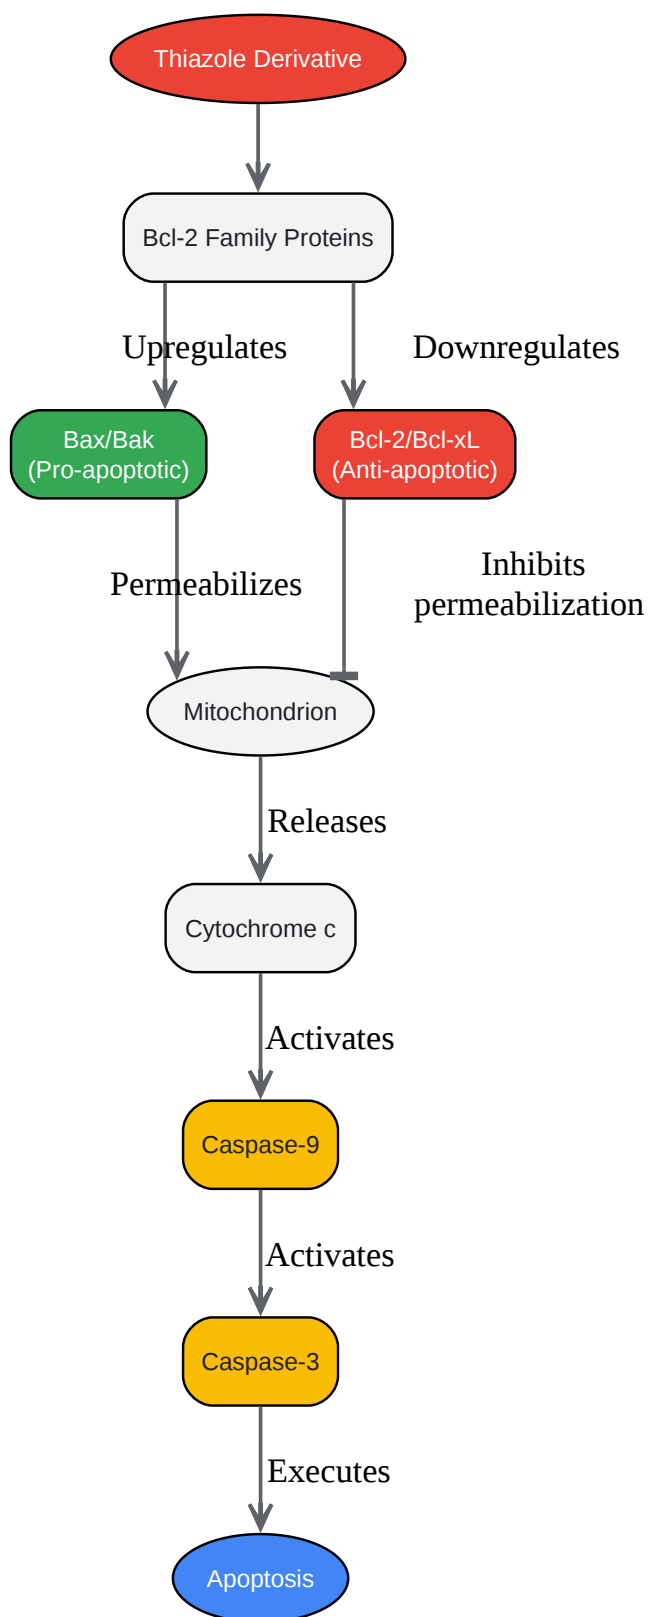 Thiazole Derivative
Bcl-2 Family Proteins
Upregulates
Downregulates
Bax/Bak
(Pro-apoptotic)
Bcl-2/Bcl-xL
(Anti-apoptotic)
Permeabilizes
Inhibits
permeabilization
Mitochondrion
Releases
Cytochrome c
Activates
Caspase-9
Activates
Caspase-3
Executes
Apoptosis